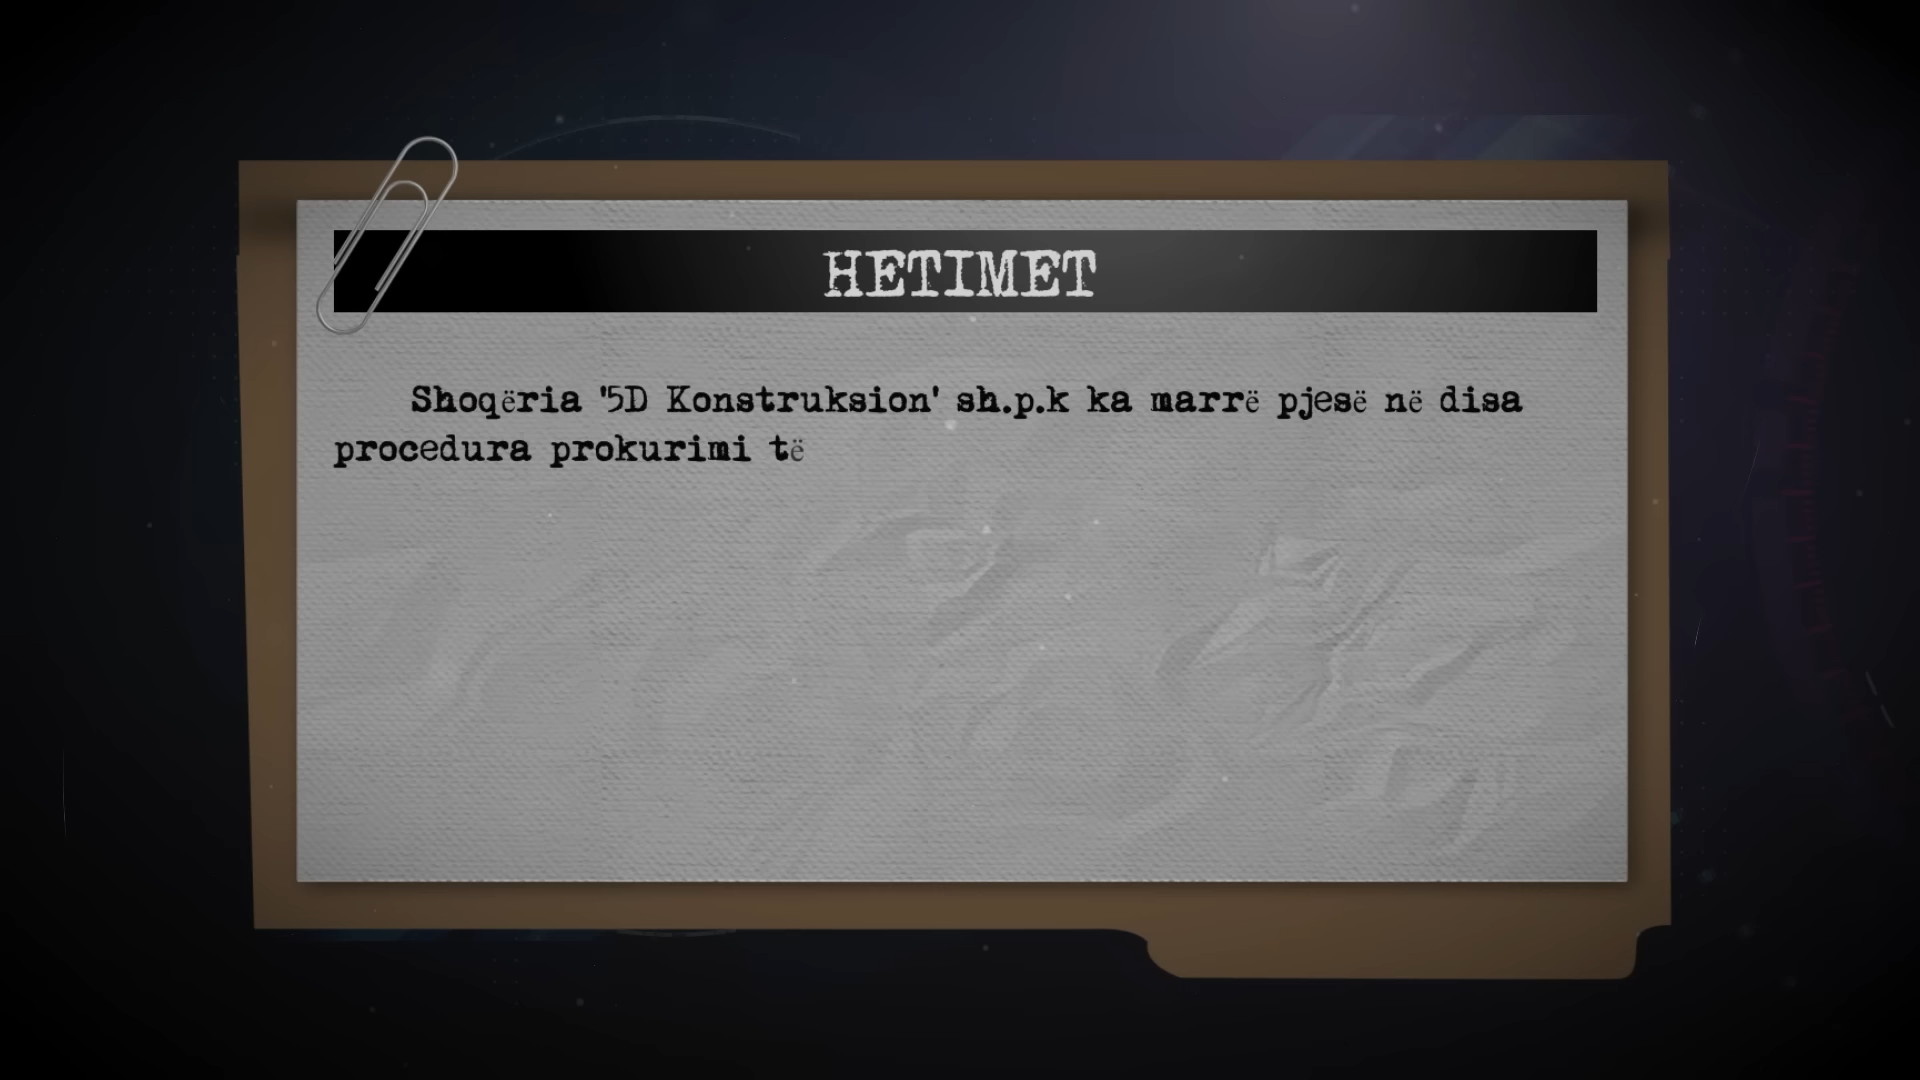 HETIMET
Shoqëria '5D Konstruksion' sh.p.k ka marrë pjesë në disa
procedura prokurimi të